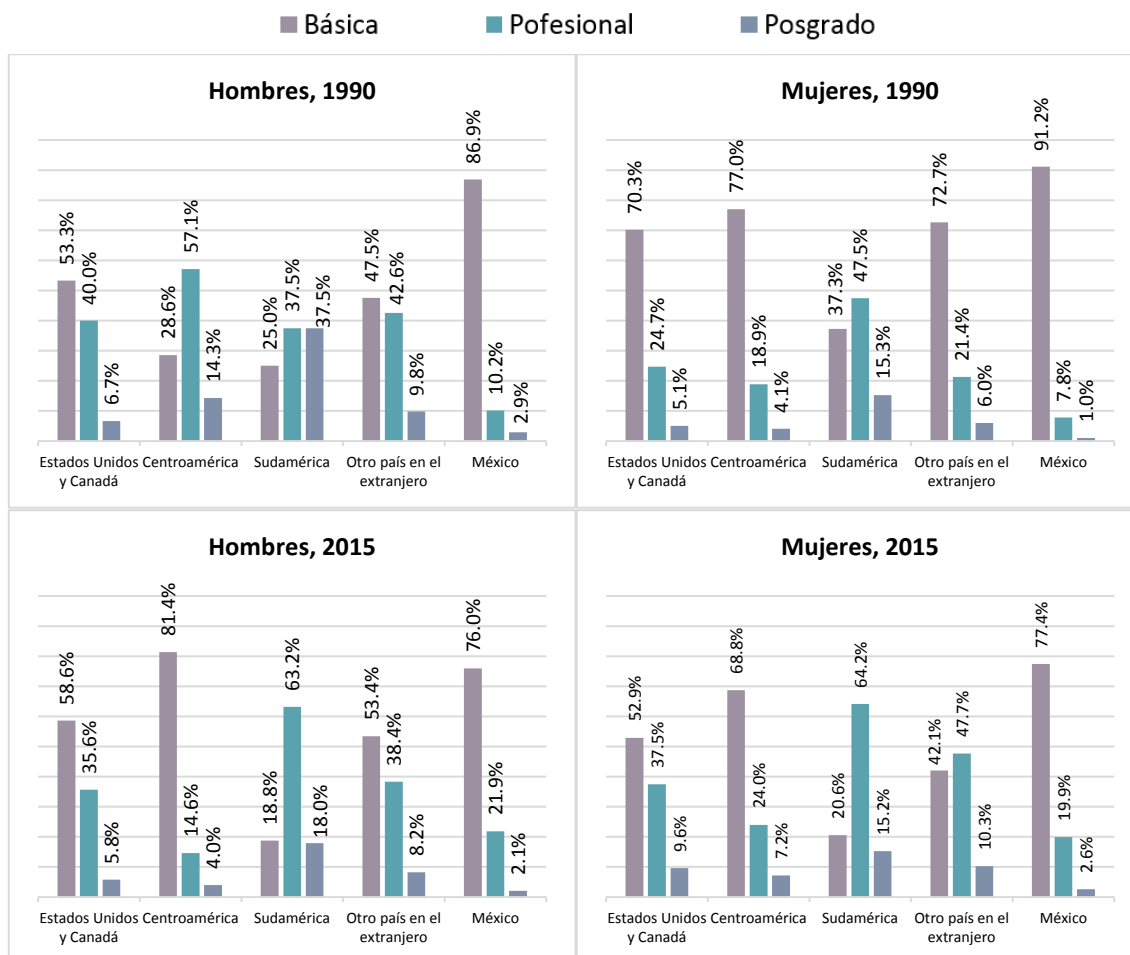 Básica Pofesional Posgrado
Hombres, 1990
53.3% 40.0% 6.7% 28.6% 57.1% 14.3% 25.0% 37.5% 37.5% 47.5% 42.6% 9.8% 86.9% 10.2% 2.9%
Estados Unidos Centroamérica Sudamérica Otro país en el México
y Canadá extranjero
Mujeres, 1990
70.3% 24.7% 5.1% 77.0% 18.9% 4.1% 37.3% 47.5% 15.3% 72.7% 21.4% 6.0% 91.2% 7.8% 1.0%
Estados Unidos Centroamérica Sudamérica Otro país en el México
y Canadá extranjero
Hombres, 2015
58.6% 35.6% 5.8% 81.4% 14.6% 4.0% 18.8% 63.2% 18.0% 53.4% 38.4% 8.2% 76.0% 21.9% 2.1%
Estados Unidos Centroamérica Sudamérica Otro país en el México
y Canadá extranjero
Mujeres, 2015
52.9% 37.5% 9.6% 68.8% 24.0% 7.2% 20.6% 64.2% 15.2% 42.1% 47.7% 10.3% 77.4% 19.9% 2.6%
Estados Unidos Centroamérica Sudamérica Otro país en el México
y Canadá extranjero